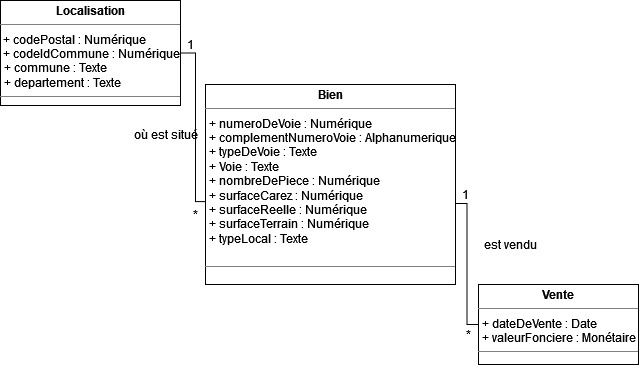 Localisation
+ codePostal : Numérique
+ codeIdCommune : Numérique
+ commune : Texte
+ departement : Texte
1
où est situé
*
Bien
+ numeroDeVoie : Numérique
+ complementNumeroVoie : Alphanumerique
+ typeDeVoie : Texte
+ Voie : Texte
+ nombreDePiece : Numérique
+ surfaceCarez : Numérique
+ surfaceReelle : Numérique
+ surfaceTerrain : Numérique
+ typeLocal : Texte
1
est vendu
*
Vente
+ dateDeVente : Date
+ valeurFonciere : Monétaire